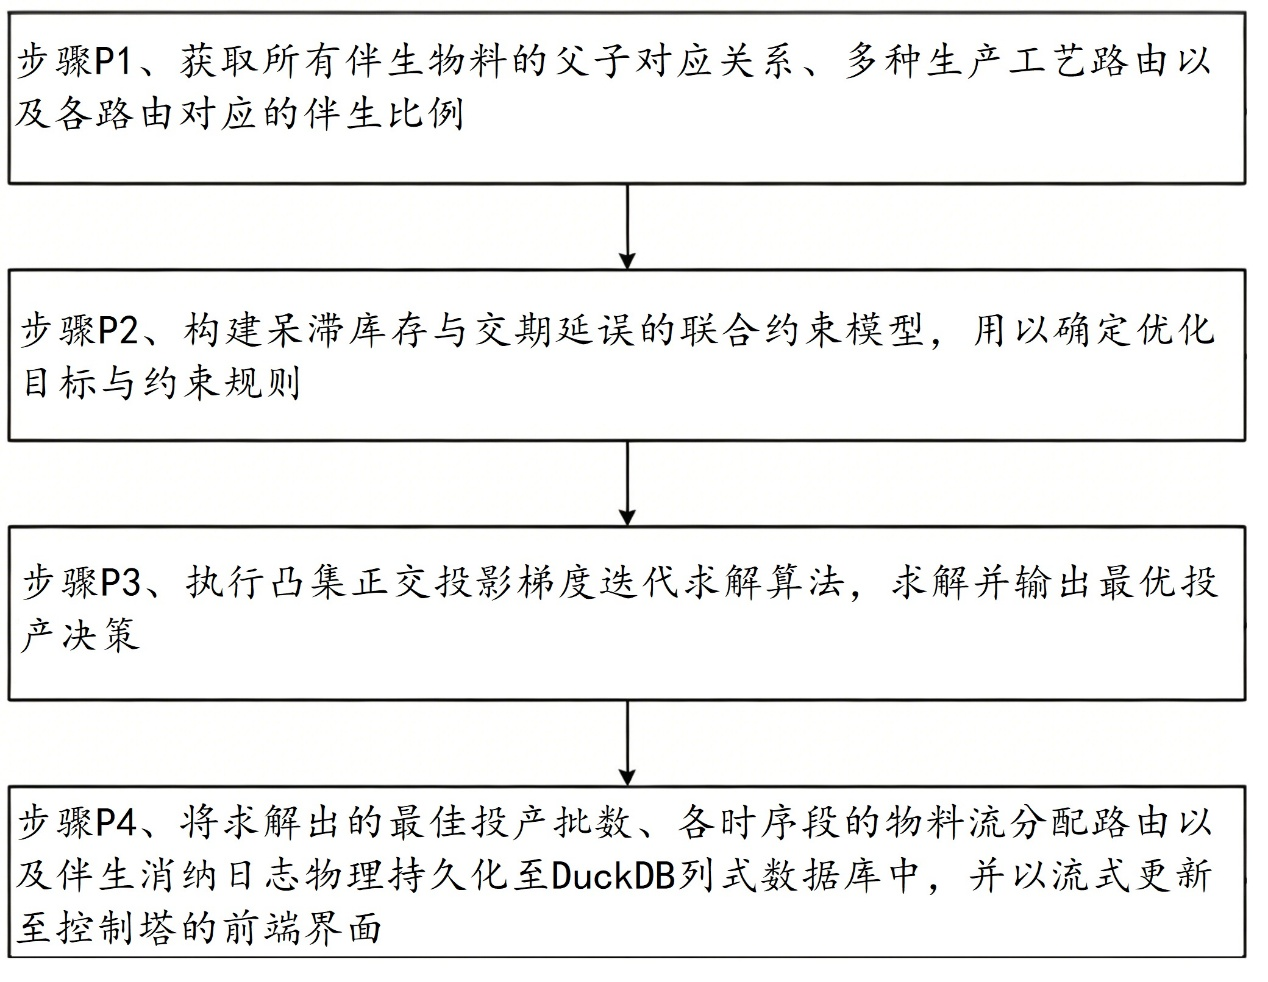 步骤P1、获取所有伴生物料的父子对应关系、多种生产工艺路由以
及各路由对应的伴生比例
步骤P2、构建呆滞库存与交期延误的联合约束模型，用以确定优化
目标与约束规则
步骤P3、执行凸集正交投影梯度迭代求解算法，求解并输出最优投
产决策
步骤P4、将求解出的最佳投产批数、各时序段的物料流分配路由以
及伴生消纳日志物理持久化至DuckDB列式数据库中，并以流式更新
至控制塔的前端界面